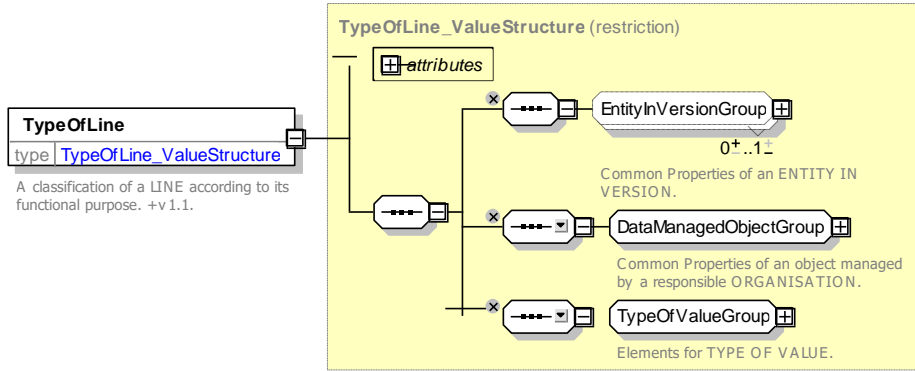 TypeOfLine_ValueStructure (restriction)
attributes
TypeOfLine
type TypeOfLine_ValueStructure
A classification of a LINE according to its
functional purpose. +v1.1.
EntityInVersionGroup
0..1
Common Properties of an ENTITY IN
VERSION.
DataManagedObjectGroup
Common Properties of an object managed
by a responsible ORGANISATION.
TypeOfValueGroup
Elements for TYPE OF VALUE.